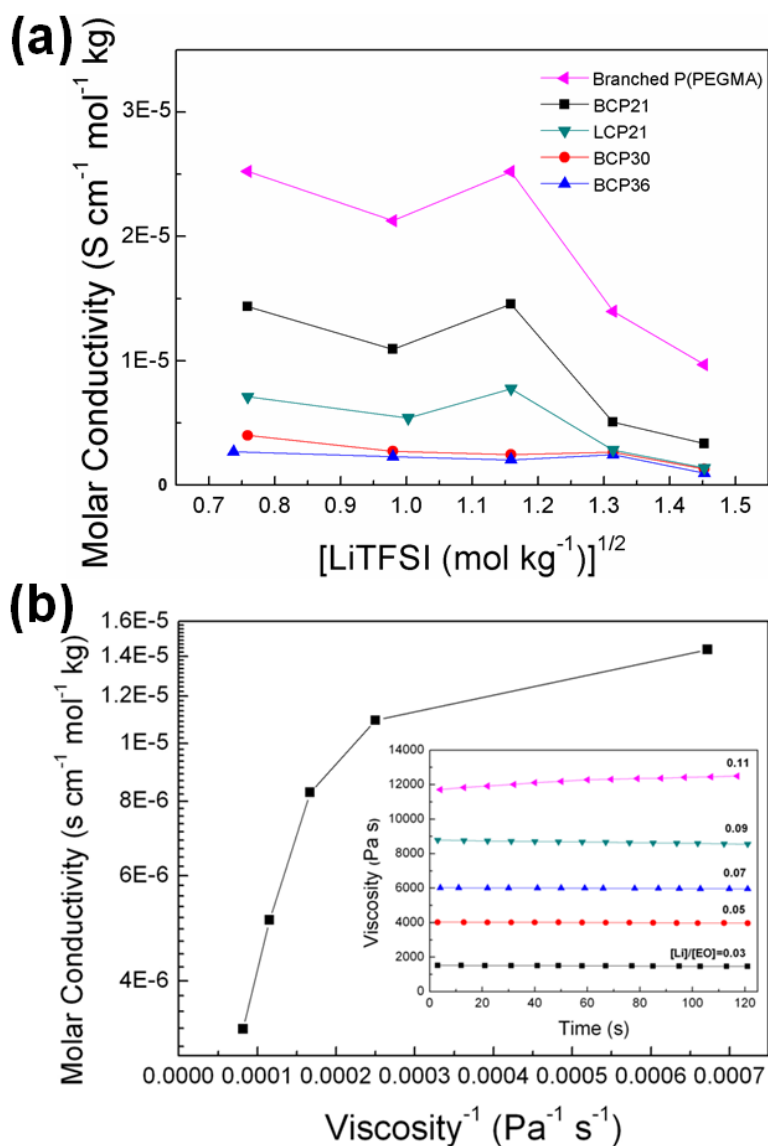 (a)
Branched P(PEGMA)
BCP21
LCP21
BCP30
BCP36
3E-5
2E-5
1E-5
0
Molar Conductivity (S cm⁻¹ mol⁻¹ kg)
0.7 0.8 0.9 1.0 1.1 1.2 1.3 1.4 1.5
[LiTFSI (mol kg⁻¹)]¹/²
(b)
1.6E-5
1.4E-5
1.2E-5
1E-5
8E-6
6E-6
4E-6
Molar Conductivity (s cm⁻¹ mol⁻¹ kg)
14000
12000
10000
8000
6000
4000
2000
0
Viscosity (Pa s)
0.11
0.09
0.07
0.05
[Li]/[EO]=0.03
0 20 40 60 80 100 120
Time (s)
0.0000 0.0001 0.0002 0.0003 0.0004 0.0005 0.0006 0.0007
Viscosity⁻¹ (Pa⁻¹ s⁻¹)